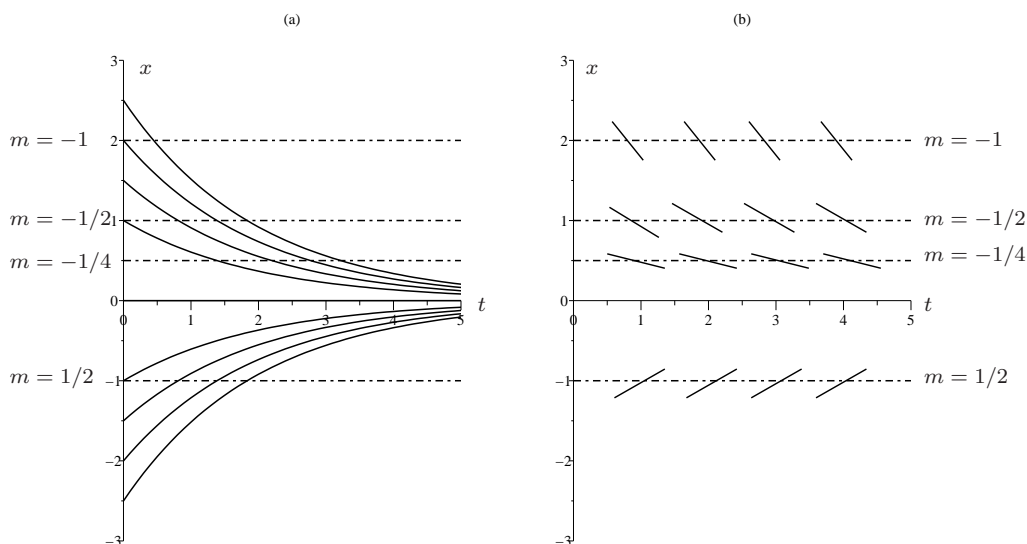 (a)
3
x
m = −1
2
m = −1/2
1
m = −1/4
0
t
0 1 2 3 4 5
m = 1/2
−1
−2
−3
(b)
3
x
2
m = −1
1
m = −1/2
m = −1/4
0
t
0 1 2 3 4 5
−1
m = 1/2
−2
−3